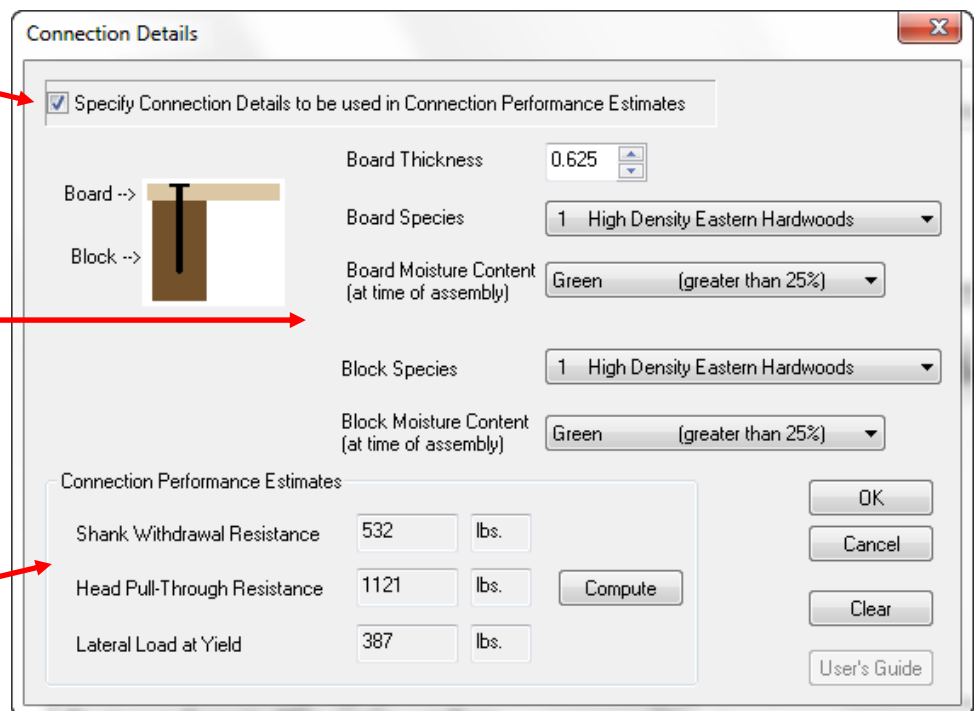 Connection Details
Specify Connection Details to be used in Connection Performance Estimates
Board Thickness 0.625
Board -->
Board Species 1 High Density Eastern Hardwoods
Block -->
Board Moisture Content
(at time of assembly) Green (greater than 25%)
Block Species 1 High Density Eastern Hardwoods
Block Moisture Content
(at time of assembly) Green (greater than 25%)
Connection Performance Estimates
Shank Withdrawal Resistance 532 lbs.
Head Pull-Through Resistance 1121 lbs. Compute
Lateral Load at Yield 387 lbs.
OK
Cancel
Clear
User's Guide